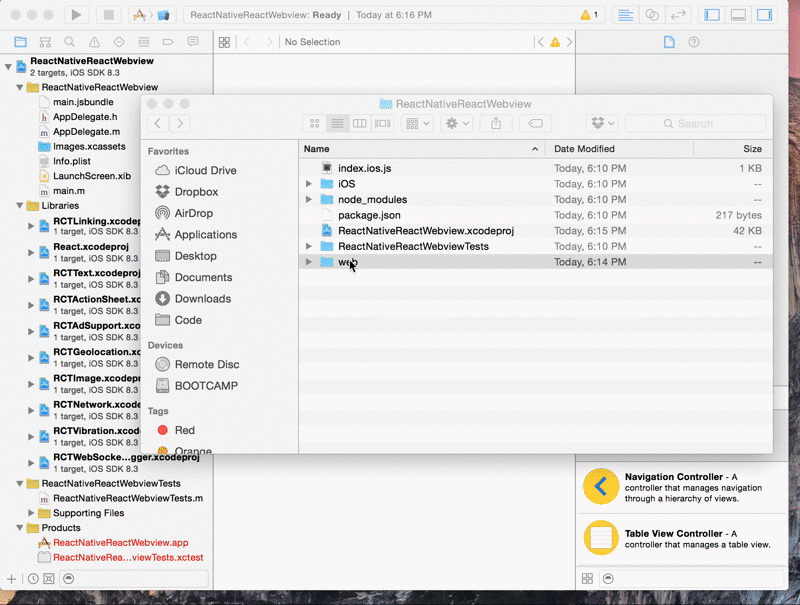 ReactNativeReactWebview: Ready | Today at 6:16 PM
1
No Selection
ReactNativeReactWebview
2 targets, iOS SDK 8.3
ReactNativeReactWebview
main.jsbundle
AppDelegate.h
AppDelegate.m
Images.xcassets
Info.plist
LaunchScreen.xib
main.m
Libraries
RCTLinking.xcodepro
1 target, iOS SDK 8.3
React.xcodeproj
1 target, iOS SDK 8.3
RCTText.xcodeproj
1 target, iOS SDK 8.3
RCTActionSheet.xc
1 target, iOS SDK 8.3
RCTAdSupport.xco
1 target, iOS SDK 8.3
RCTGeolocation.xc
1 target, iOS SDK 8.3
RCTImage.xcodepr
1 target, iOS SDK 8.3
RCTNetwork.xcode
1 target, iOS SDK 8.3
RCTVibration.xcod
1 target, iOS SDK 8.3
RCTWebSocke...gger.xcodeproj
1 target, iOS SDK 8.3
ReactNativeReactWebviewTests
ReactNativeReactWebviewTests.m
Supporting Files
Products
ReactNativeReactWebview.app
ReactNativeRea...viewTests.xctest
ReactNativeReactWebview
Search
Favorites
iCloud Drive
Dropbox
AirDrop
Applications
Desktop
Documents
Downloads
Code
Devices
Remote Disc
BOOTCAMP
Tags
Red
Orange
Name Date Modified Size
index.ios.js Today, 6:10 PM 1 KB
iOS Today, 6:10 PM --
node_modules Today, 6:10 PM --
package.json Today, 6:10 PM 217 bytes
ReactNativeReactWebview.xcodeproj Today, 6:15 PM 42 KB
ReactNativeReactWebviewTests Today, 6:10 PM --
web Today, 6:14 PM --
Navigation Controller - A
controller that manages navigation
through a hierarchy of views.
Table View Controller - A
controller that manages a table view.